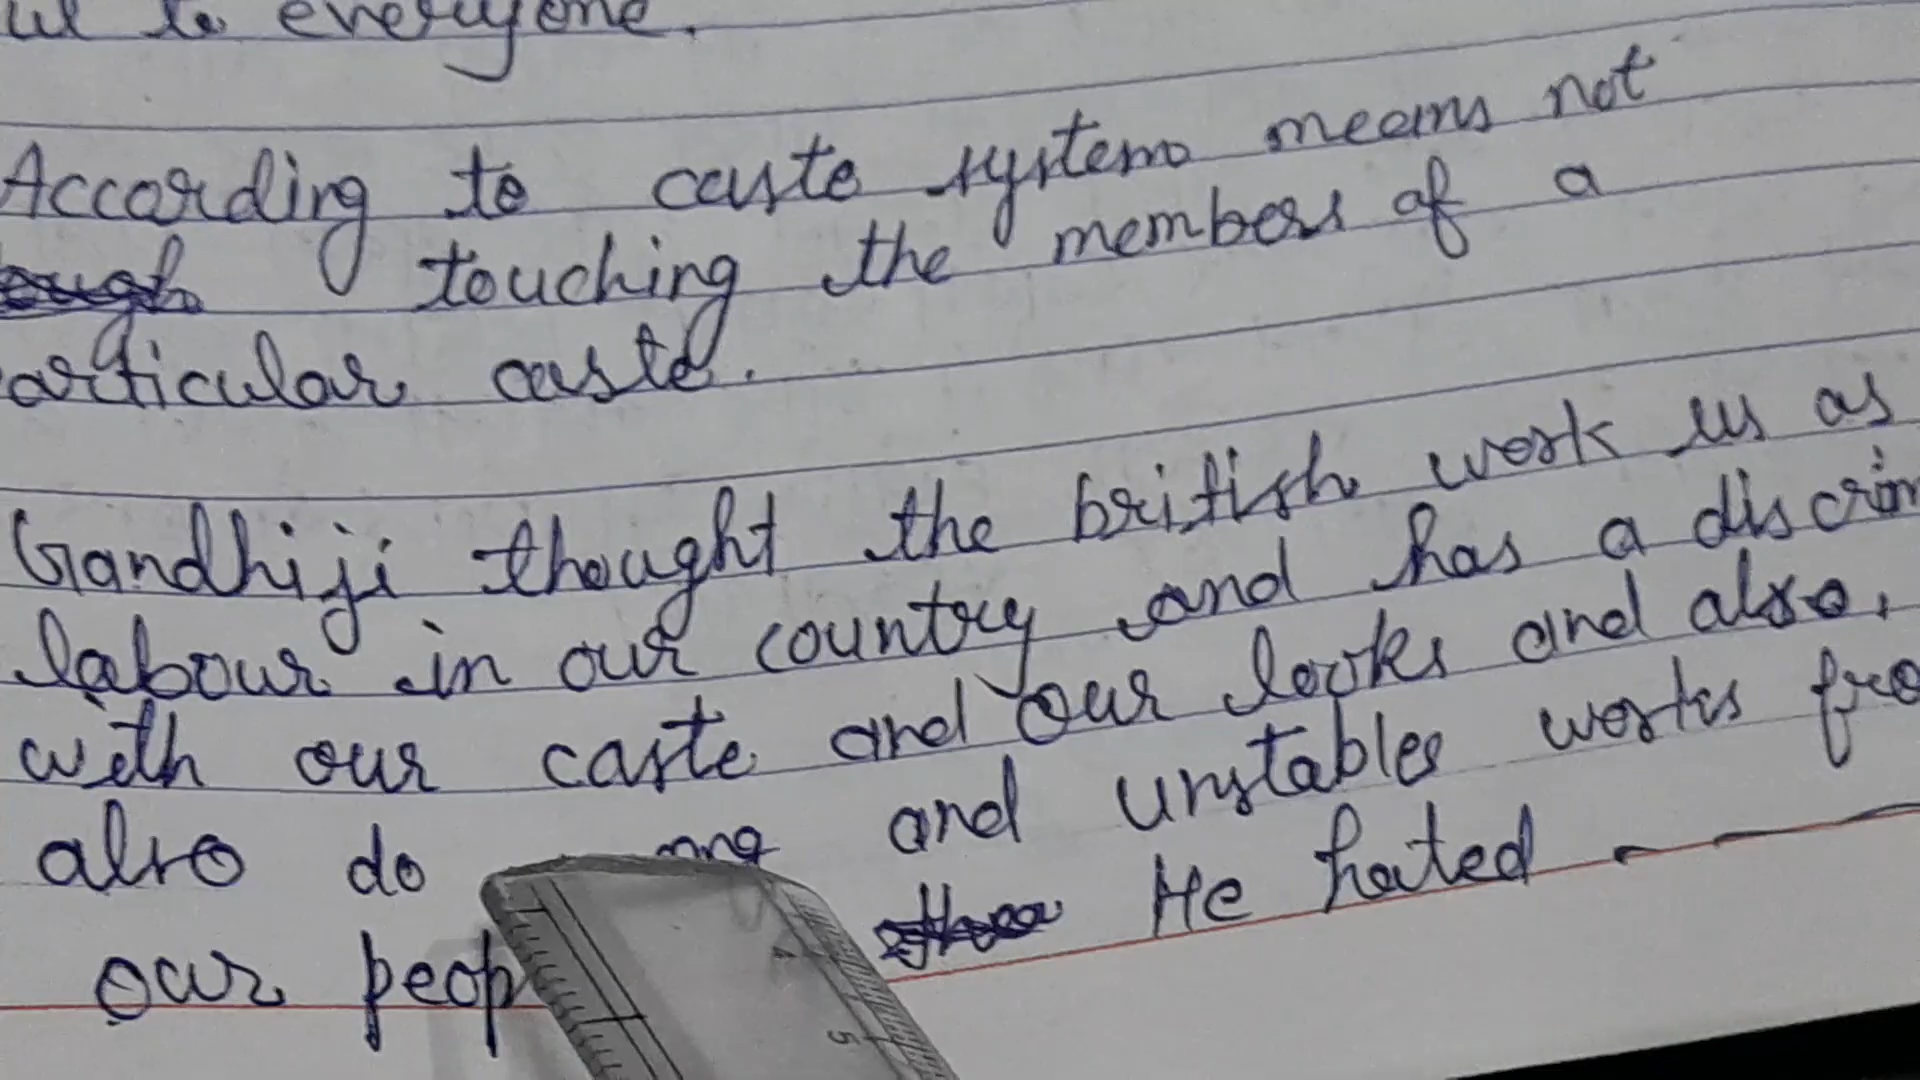 to everyone.
According to caste system means not
touching the members of a
articular caste.
Gandhiji thought the british work us as
labour in our country and has a discrim
with our caste and our looks and also,
also do and unstables works fro
our peop He hated
4
5